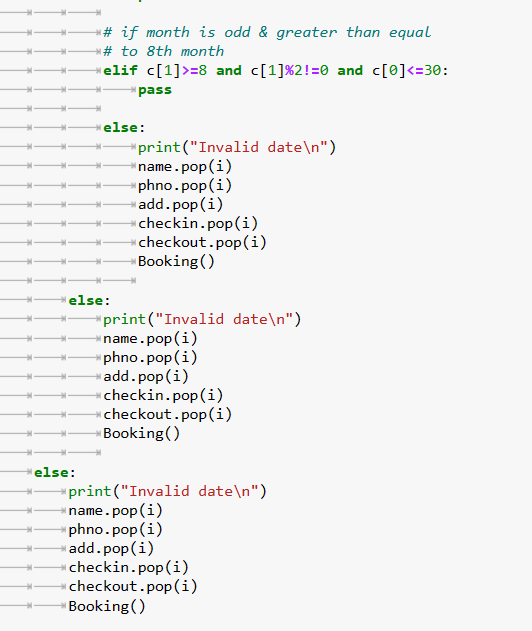 # if month is odd & greater than equal
# to 8th month
elif c[1]>=8 and c[1]%2!=0 and c[0]<=30:
pass
else:
print("Invalid date\n")
name.pop(i)
phno.pop(i)
add.pop(i)
checkin.pop(i)
checkout.pop(i)
Booking()
else:
print("Invalid date\n")
name.pop(i)
phno.pop(i)
add.pop(i)
checkin.pop(i)
checkout.pop(i)
Booking()
else:
print("Invalid date\n")
name.pop(i)
phno.pop(i)
add.pop(i)
checkin.pop(i)
checkout.pop(i)
Booking()